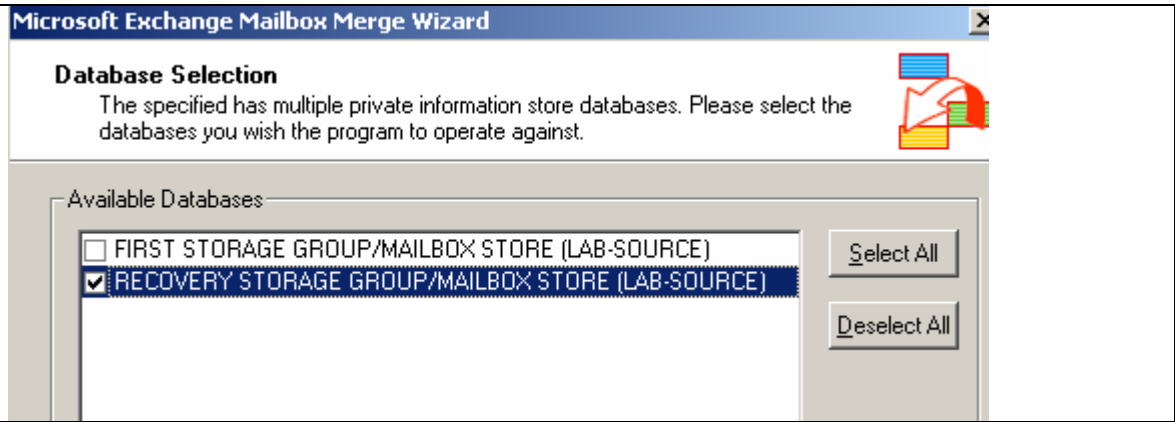 Microsoft Exchange Mailbox Merge Wizard
Database Selection
The specified has multiple private information store databases. Please select the
databases you wish the program to operate against.
Available Databases
FIRST STORAGE GROUP/MAILBOX STORE (LAB-SOURCE)
Select All
RECOVERY STORAGE GROUP/MAILBOX STORE (LAB-SOURCE)
Deselect All